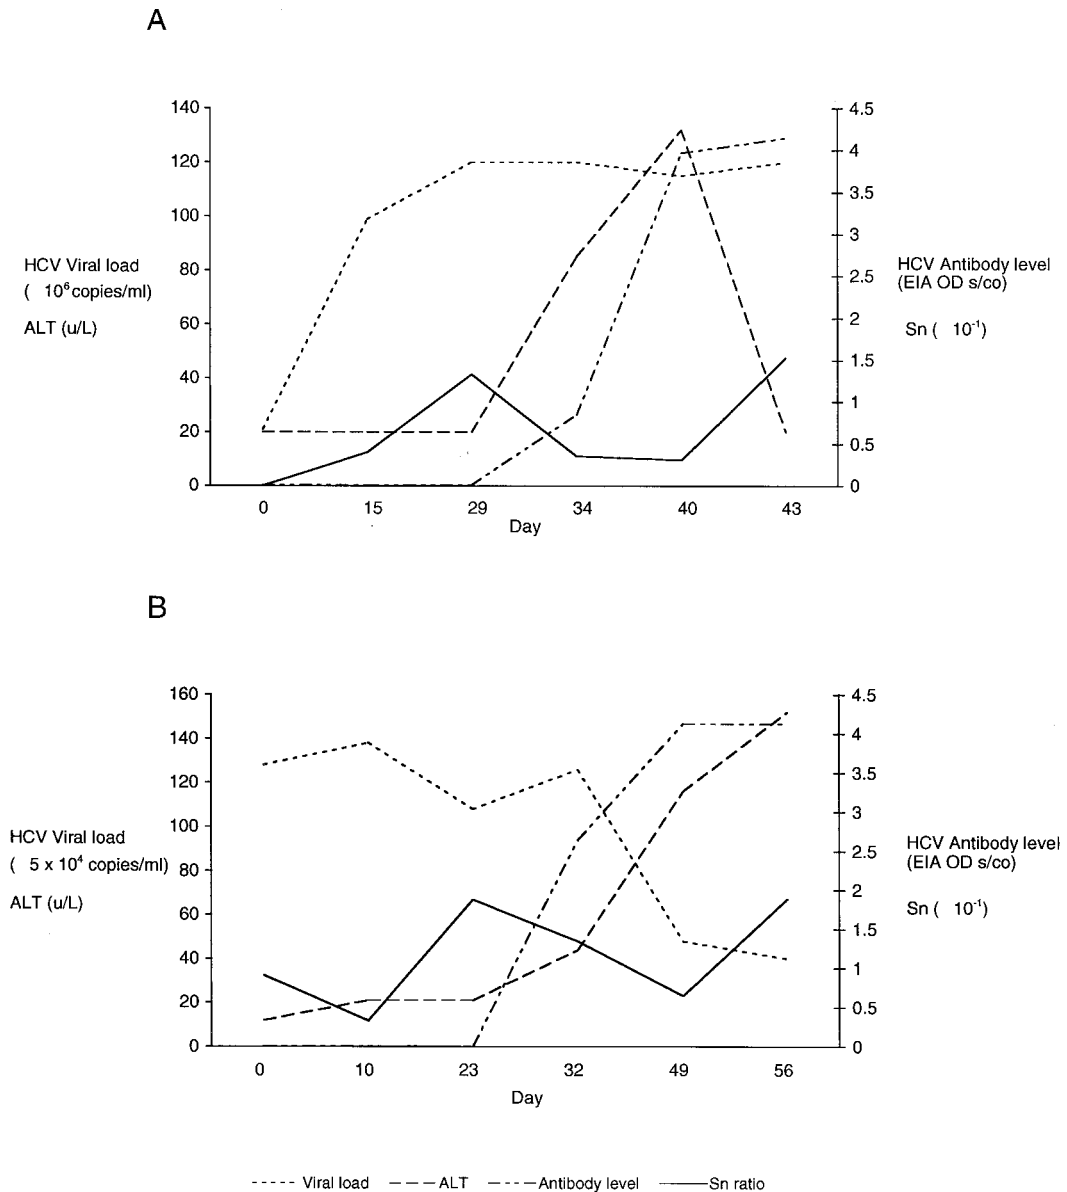 A
140
120
100
80
60
40
20
0
4.5
4
3.5
3
2.5
2
1.5
1
0.5
0
HCV Viral load
( 10⁶ copies/ml)
ALT (u/L)
HCV Antibody level
(EIA OD s/co)
Sn ( 10⁻¹)
0 15 29 34 40 43
Day
B
160
140
120
100
80
60
40
20
0
4.5
4
3.5
3
2.5
2
1.5
1
0.5
0
HCV Viral load
( 5 x 10⁴ copies/ml)
ALT (u/L)
HCV Antibody level
(EIA OD s/co)
Sn ( 10⁻¹)
0 10 23 32 49 56
Day
Viral load ALT Antibody level Sn ratio